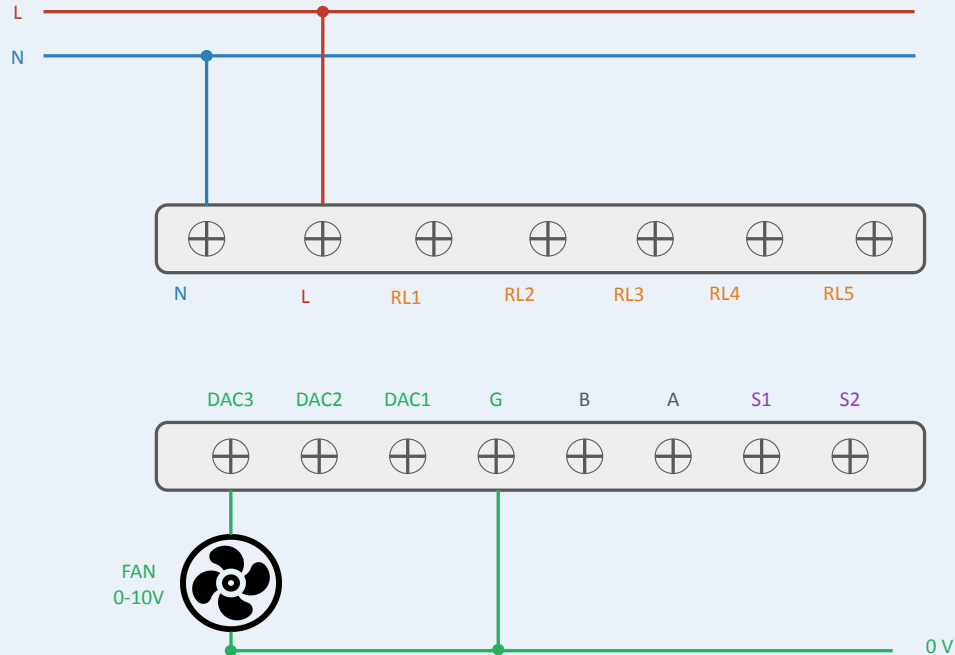 L
N
N
L
RL1
RL2
RL3
RL4
RL5
DAC3
DAC2
DAC1
G
B
A
S1
S2
FAN
0-10V
0 V